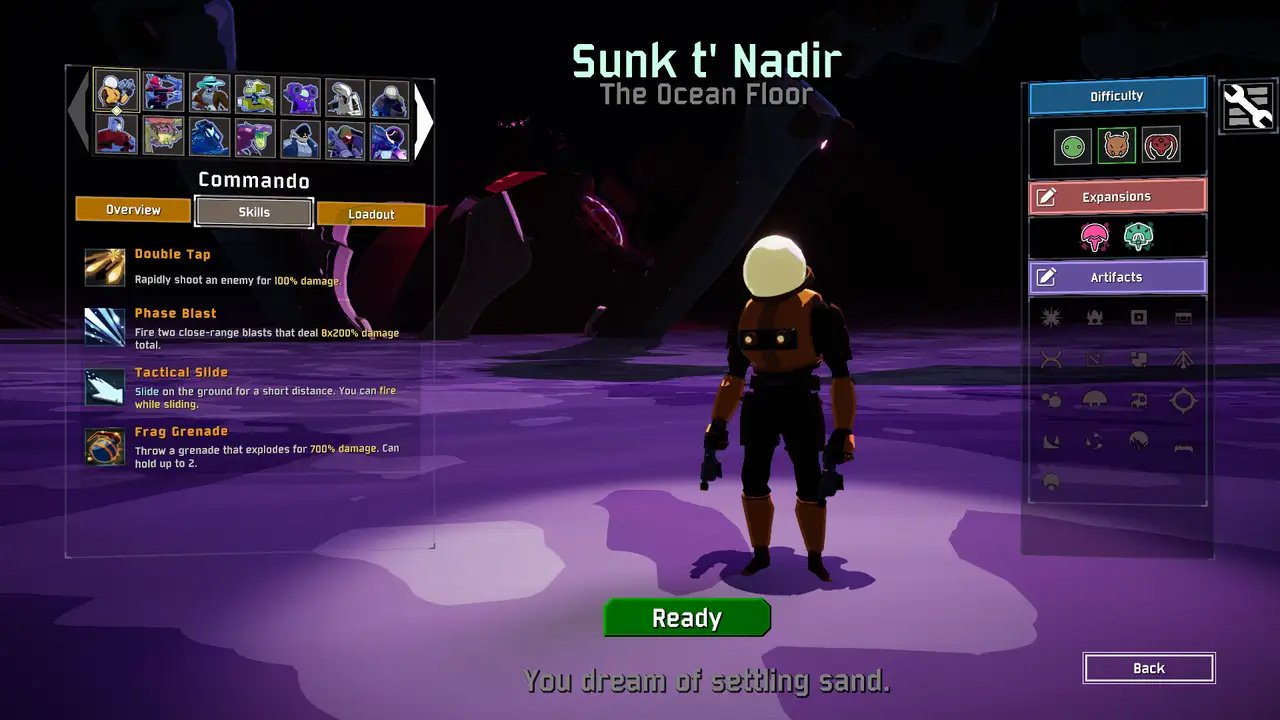 Sunk t' Nadir
The Ocean Floor
Commando
Overview
Skills
Loadout
Double Tap
Rapidly shoot an enemy for 100% damage.
Phase Blast
Fire two close-range blasts that deal 8x200% damage
total.
Tactical Slide
Slide on the ground for a short distance. You can fire
while sliding.
Frag Grenade
Throw a grenade that explodes for 700% damage. Can
hold up to 2.
Difficulty
Expansions
Artifacts
Ready
You dream of settling sand.
Back